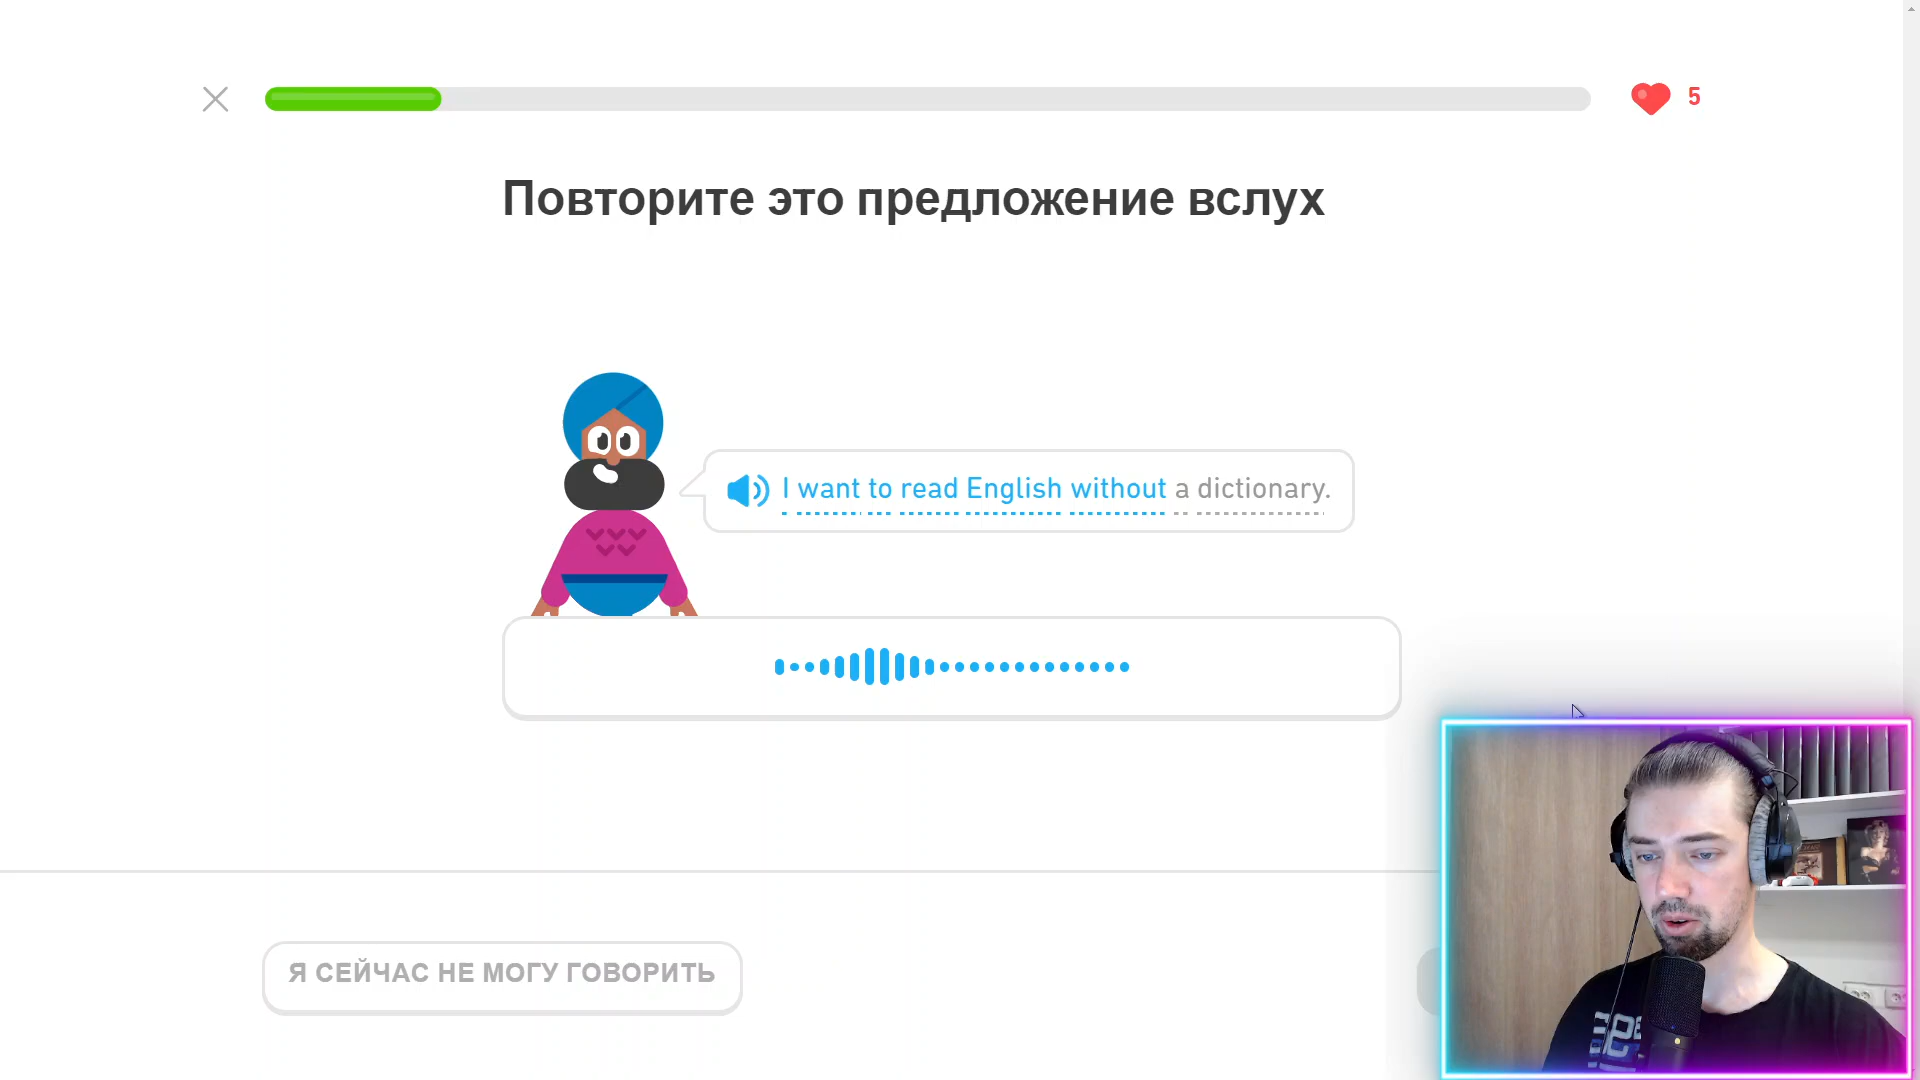 5
Повторите это предложение вслух
I want to read English without a dictionary.
Я СЕЙЧАС НЕ МОГУ ГОВОРИТЬ